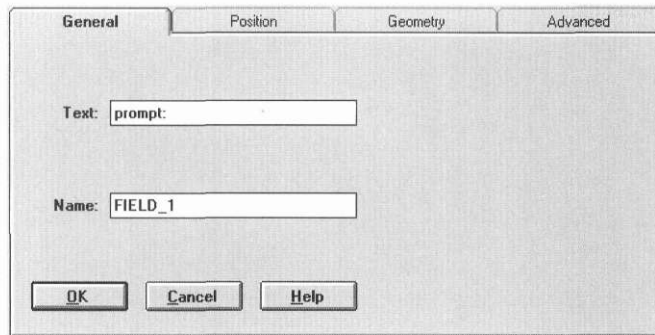 General Position Geometry Advanced
Text: prompt:
Name: FIELD_1
OK Cancel Help